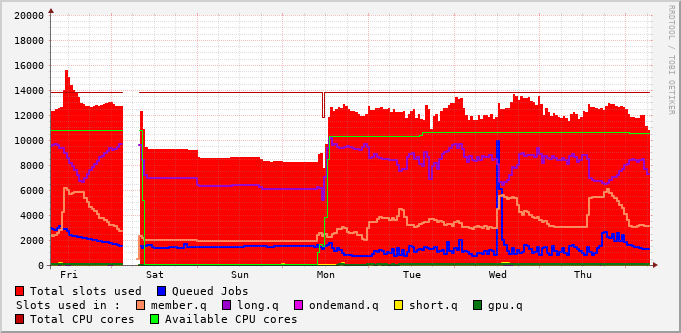 20000
18000
16000
14000
12000
10000
8000
6000
4000
2000
0
Fri Sat Sun Mon Tue Wed Thu
RRDTOOL / TOBI OETIKER
Total slots used Queued Jobs
Slots used in : member.q long.q ondemand.q short.q gpu.q
Total CPU cores Available CPU cores